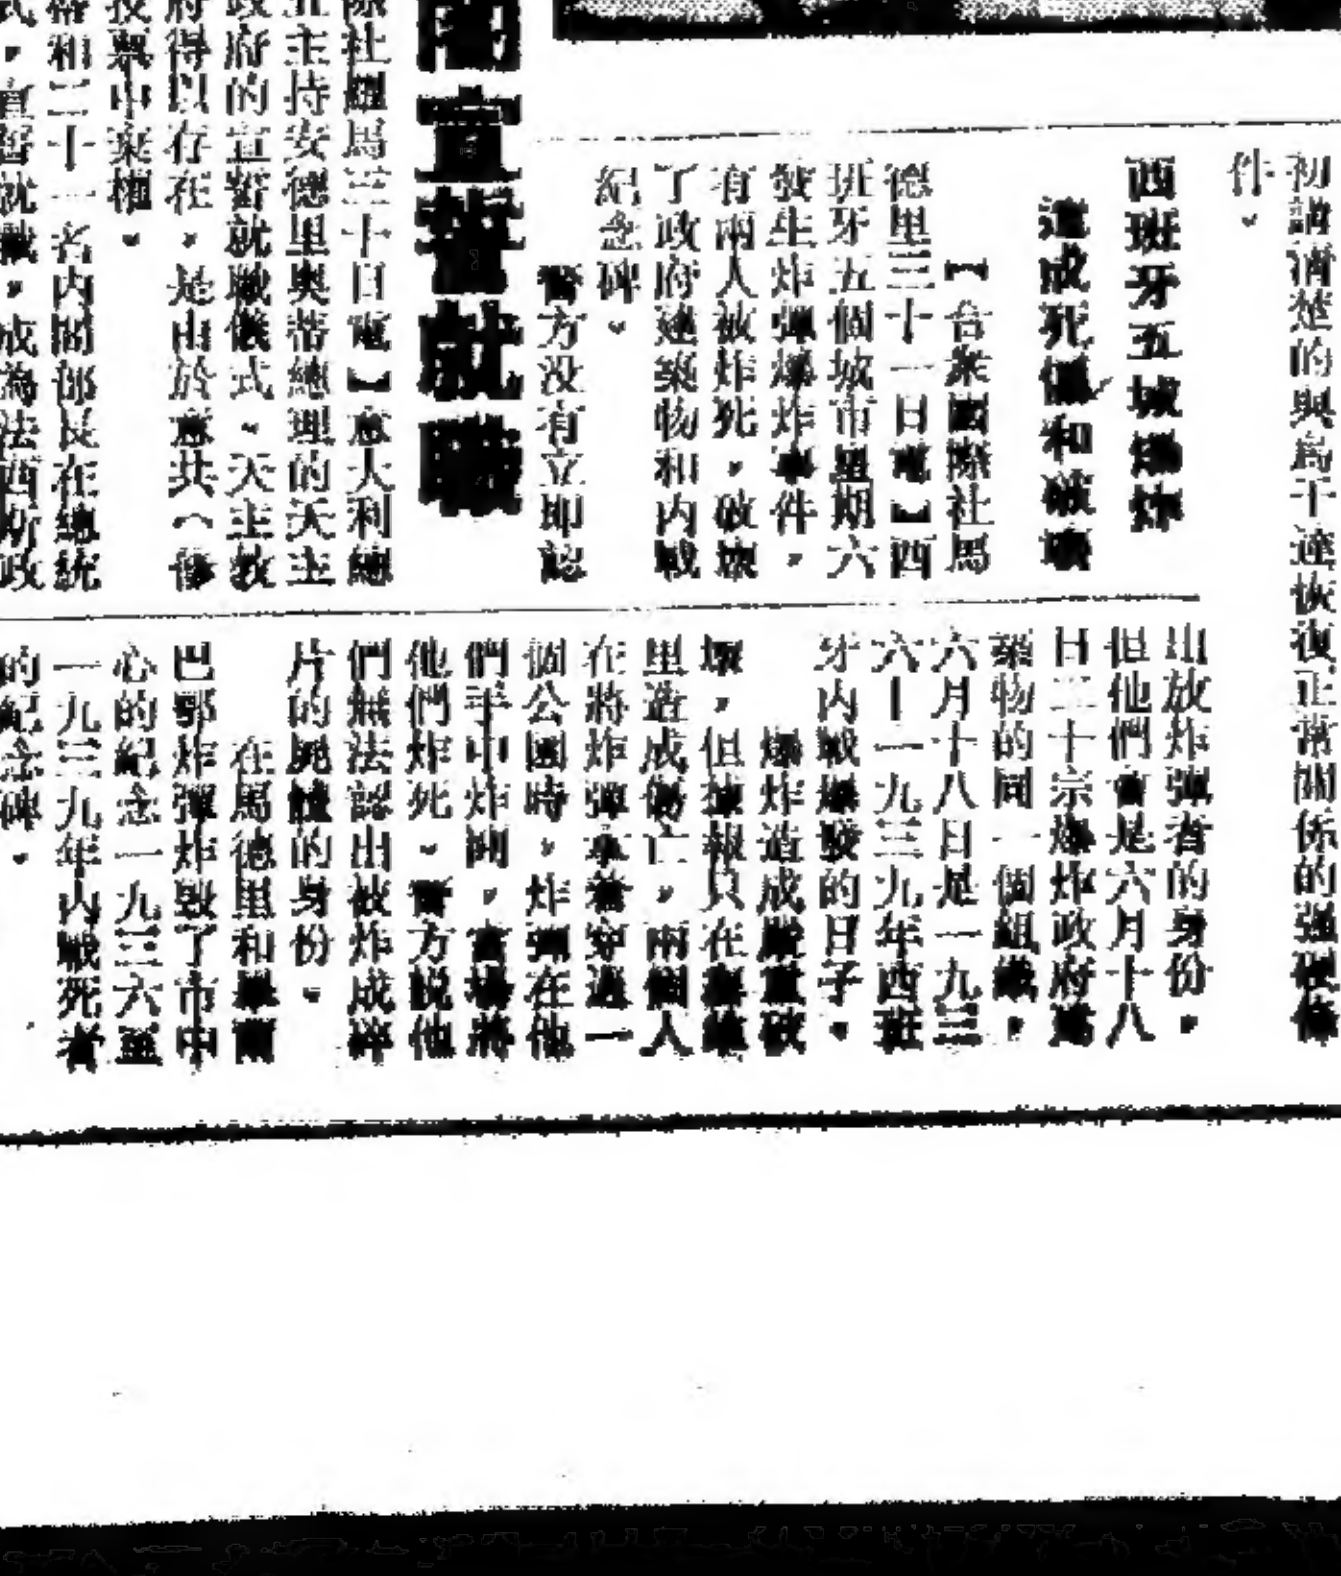 初講清楚的與烏干達恢復正常關係的强硬條
件。
西班牙五城爆炸
造成死傷和破壞
【合衆國際社馬
德里三十一日電】西
班牙五個城市星期六
發生炸彈爆炸事件，
有兩人被炸死，破壞
了政府建築物和内戰
紀念碑。
警方没有立即認
出放炸彈者的身份，
但他們會是六月十八
日二十宗爆炸政府建
築物的同一個組織，
六月十八日是一九三
六—一九三九年西班
牙内戰爆發的日子。
爆炸造成嚴重破
壞，但據報只在馬德
里造成傷亡，兩個人
在將炸彈拿着穿過一
個公園時，炸彈在他
們手中炸開，當場將
他們炸死。警方説他
們無法認出被炸成碎
片的屍體的身份。
在馬德里和畢爾
巴鄂炸彈炸毁了市中
心的紀念一九三六至
一九三九年内戰死者
的紀念碑。
閣宣誓就職
際社羅馬三十日電】意大利總
主持安德里奥蒂總理的天主
政府的宣誓就職儀式。天主教
府得以存在，是由於意共（修
投票中棄權。
蒂和二十一名内閣部長在總統
式，宣誓就職，成為法西斯政